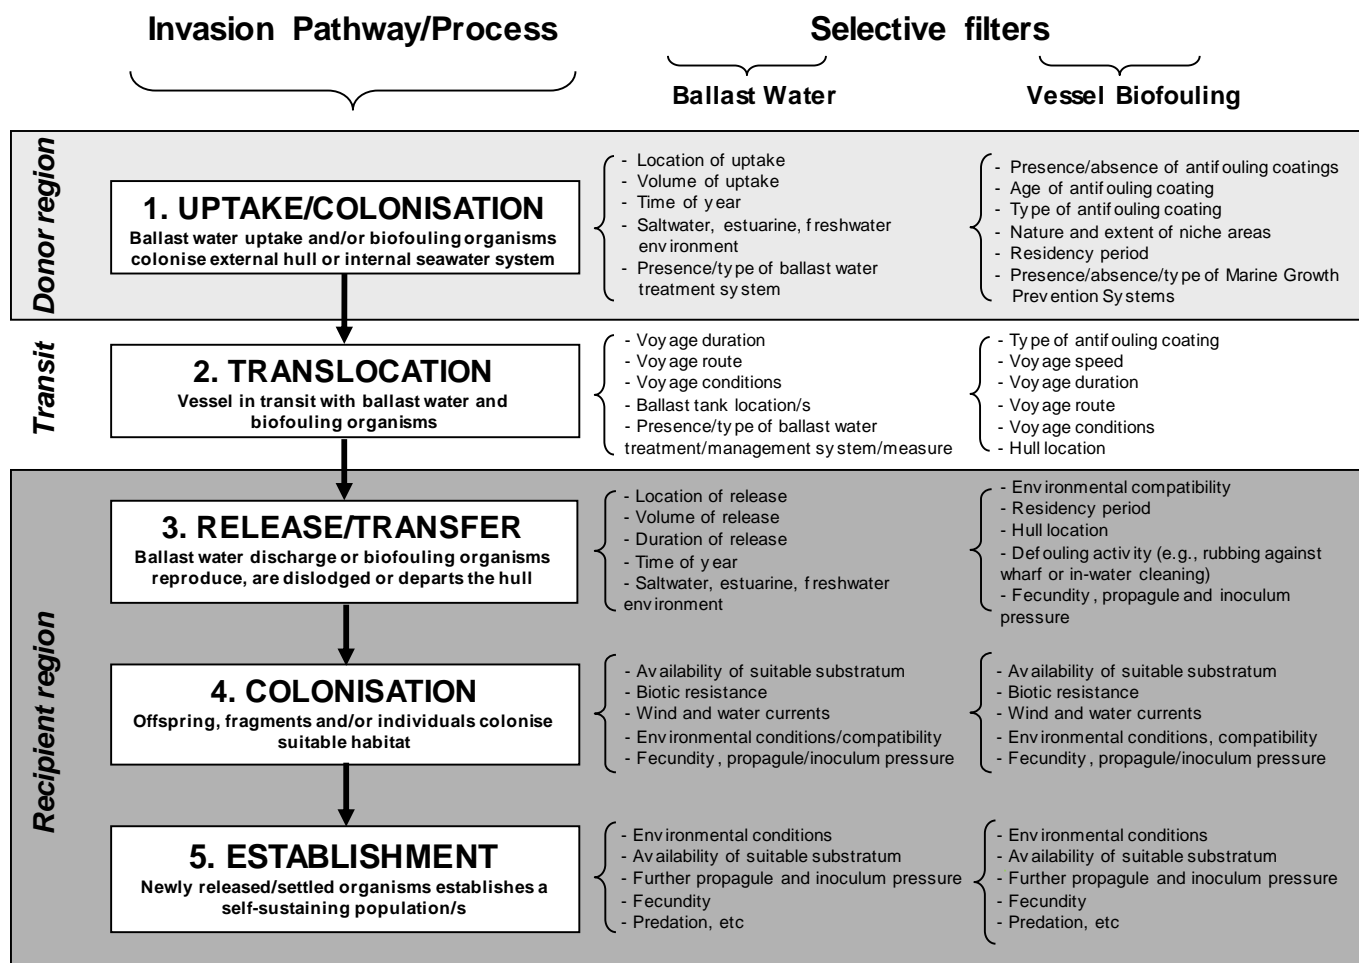 Invasion Pathway/Process
Selective filters
Ballast Water
Vessel Biofouling
Donor region
1. UPTAKE/COLONISATION
Ballast water uptake and/or biofouling organisms
colonise external hull or internal seawater system
- Location of uptake
- Volume of uptake
- Time of year
- Saltwater, estuarine, freshwater
environment
- Presence/type of ballast water
treatment system
- Presence/absence of antifouling coatings
- Age of antifouling coating
- Type of antifouling coating
- Nature and extent of niche areas
- Residency period
- Presence/absence/type of Marine Growth
Prevention Systems
Transit
2. TRANSLOCATION
Vessel in transit with ballast water and
biofouling organisms
- Voyage duration
- Voyage route
- Voyage conditions
- Ballast tank location/s
- Presence/type of ballast water
treatment/management system/measure
- Type of antifouling coating
- Voyage speed
- Voyage duration
- Voyage route
- Voyage conditions
- Hull location
Recipient region
3. RELEASE/TRANSFER
Ballast water discharge or biofouling organisms
reproduce, are dislodged or departs the hull
- Location of release
- Volume of release
- Duration of release
- Time of year
- Saltwater, estuarine, freshwater
environment
- Environmental compatibility
- Residency period
- Hull location
- Defouling activity (e.g., rubbing against
wharf or in-water cleaning)
- Fecundity, propagule and inoculum
pressure
4. COLONISATION
Offspring, fragments and/or individuals colonise
suitable habitat
- Availability of suitable substratum
- Biotic resistance
- Wind and water currents
- Environmental conditions/compatibility
- Fecundity, propagule/inoculum pressure
- Availability of suitable substratum
- Biotic resistance
- Wind and water currents
- Environmental conditions, compatibility
- Fecundity, propagule/inoculum pressure
5. ESTABLISHMENT
Newly released/settled organisms establishes a
self-sustaining population/s
- Environmental conditions
- Availability of suitable substratum
- Further propagule and inoculum pressure
- Fecundity
- Predation, etc
- Environmental conditions
- Availability of suitable substratum
- Further propagule and inoculum pressure
- Fecundity
- Predation, etc